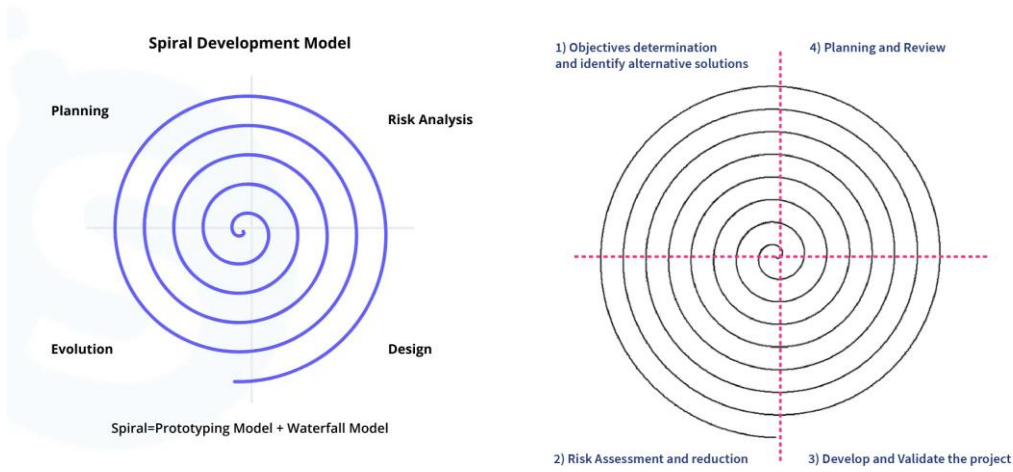 Spiral Development Model
Planning
Risk Analysis
Evolution
Design
Spiral=Prototyping Model + Waterfall Model
1) Objectives determination
and identify alternative solutions
4) Planning and Review
2) Risk Assessment and reduction
3) Develop and Validate the project